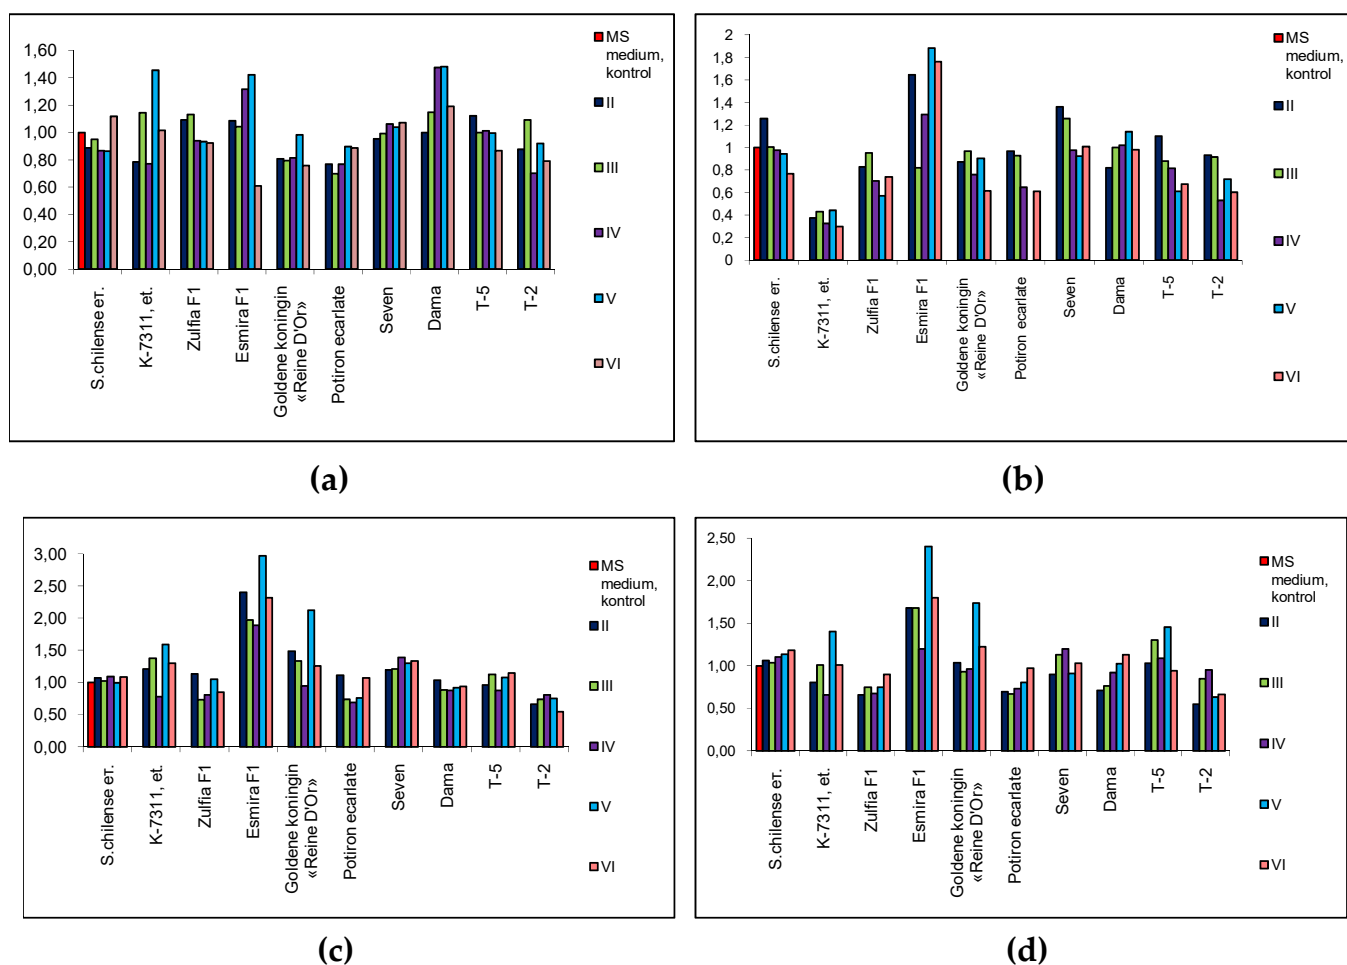 1,60
1,40
1,20
1,00
0,80
0,60
0,40
0,20
0,00
S.chilense ет.
K-7311, et.
Zulfia F1
Esmira F1
Goldene koningin
«Reine D'Or»
Potiron ecarlate
Seven
Dama
T-5
T-2
MS
medium,
kontrol
II
III
IV
V
VI
(a)
2
1,8
1,6
1,4
1,2
1
0,8
0,6
0,4
0,2
0
S.chilense ет.
K-7311, et.
Zulfia F1
Esmira F1
Goldene koningin
«Reine D'Or»
Potiron ecarlate
Seven
Dama
T-5
T-2
MS
medium,
kontrol
II
III
IV
V
VI
(b)
3,00
2,50
2,00
1,50
1,00
0,50
0,00
S.chilense ет.
K-7311, et.
Zulfia F1
Esmira F1
Goldene koningin
«Reine D'Or»
Potiron ecarlate
Seven
Dama
T-5
T-2
MS
medium,
kontrol
II
III
IV
V
VI
(c)
2,50
2,00
1,50
1,00
0,50
0,00
S.chilense ет.
K-7311, et.
Zulfia F1
Esmira F1
Goldene koningin
«Reine D'Or»
Potiron ecarlate
Seven
Dama
T-5
T-2
MS
medium,
kontrol
II
III
IV
V
VI
(d)